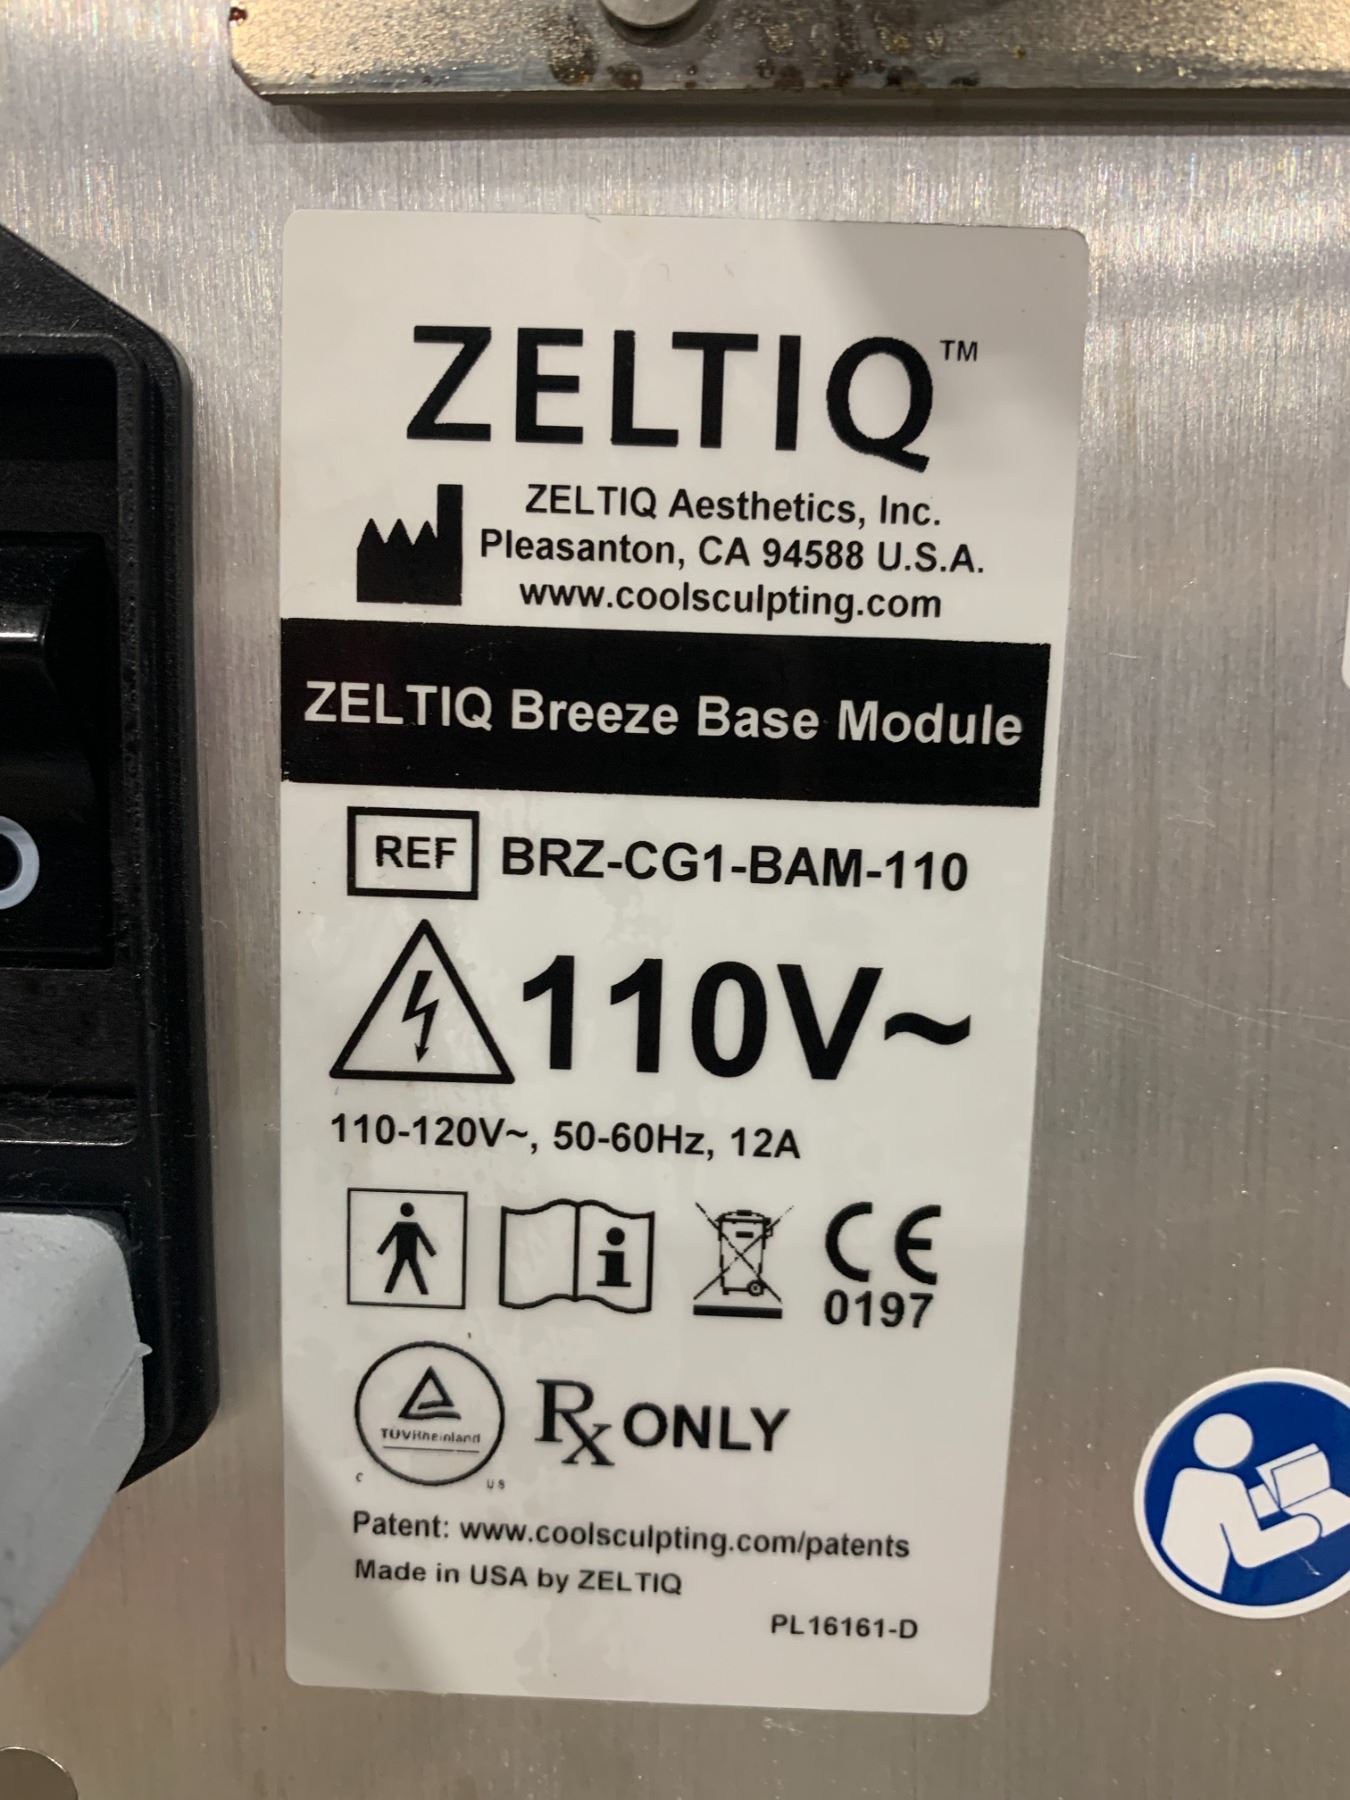 ZELTIQ™
ZELTIQ Aesthetics, Inc.
Pleasanton, CA 94588 U.S.A.
www.coolsculpting.com
ZELTIQ Breeze Base Module
REF BRZ-CG1-BAM-110
110V~
110-120V~, 50-60Hz, 12A
CE
0197
TÜVRheinland
C US
Rx ONLY
Patent: www.coolsculpting.com/patents
Made in USA by ZELTIQ
PL16161-D